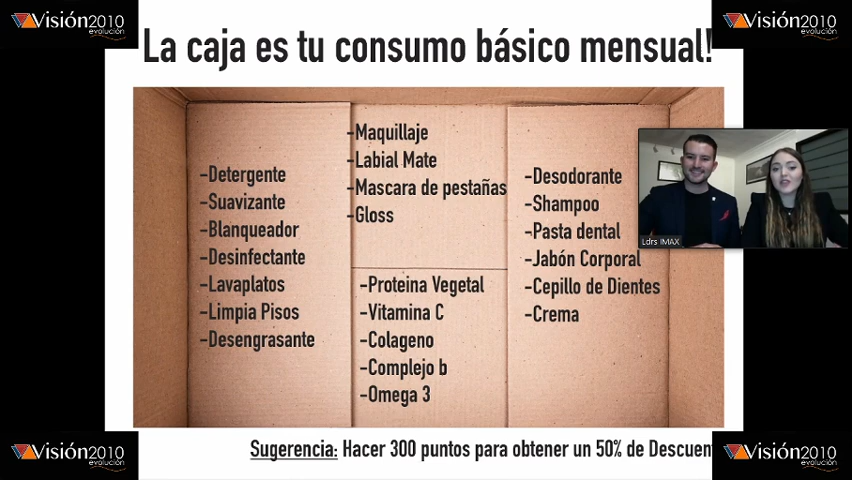 Visión2010
evolución
Visión2010
evolución
La caja es tu consumo básico mensual!
-Detergente
-Suavizante
-Blanqueador
-Desinfectante
-Lavaplatos
-Limpia Pisos
-Desengrasante
-Maquillaje
-Labial Mate
-Mascara de pestañas
-Gloss
-Proteina Vegetal
-Vitamina C
-Colageno
-Complejo b
-Omega 3
-Desodorante
-Shampoo
-Pasta dental
-Jabón Corporal
-Cepillo de Dientes
-Crema
Ldrs IMAX
Sugerencia: Hacer 300 puntos para obtener un 50% de Descuen
Visión2010
evolución
Visión2010
evolución